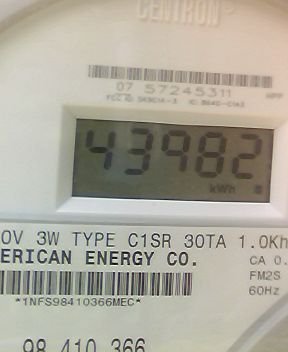 CENTRON
07 57245311
43982
kWh
0V 3W TYPE C1SR 30TA 1.0Kh
ERICAN ENERGY CO.
CA 0.
FM2S
60Hz
*1NFS98410366MEC*
98 410 366